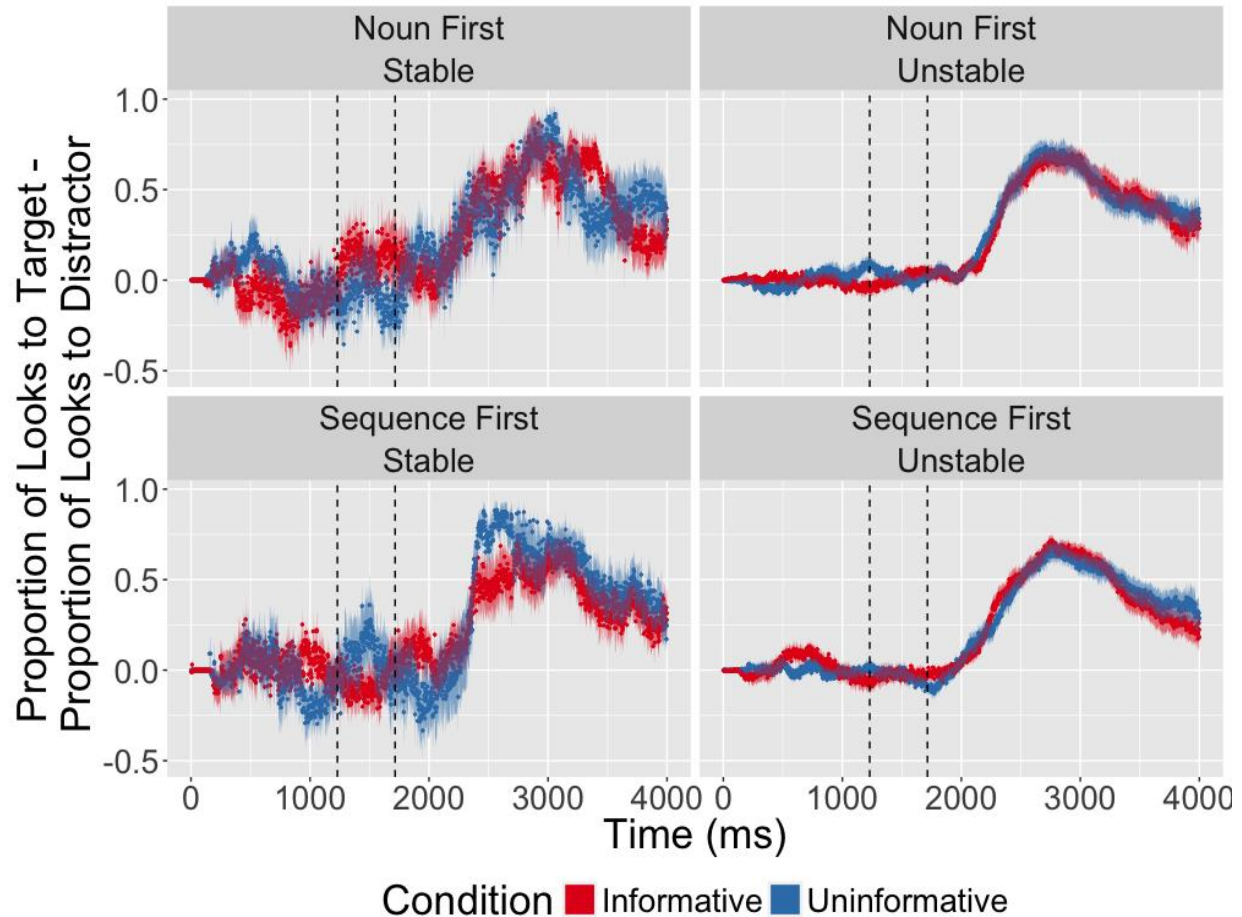 Noun First
Stable
Noun First
Unstable
1.0
0.5
0.0
-0.5
Sequence First
Stable
Sequence First
Unstable
1.0
0.5
0.0
-0.5
Proportion of Looks to Target -
Proportion of Looks to Distractor
0 1000 2000 3000 4000
0 1000 2000 3000 4000
Time (ms)
Condition Informative Uninformative